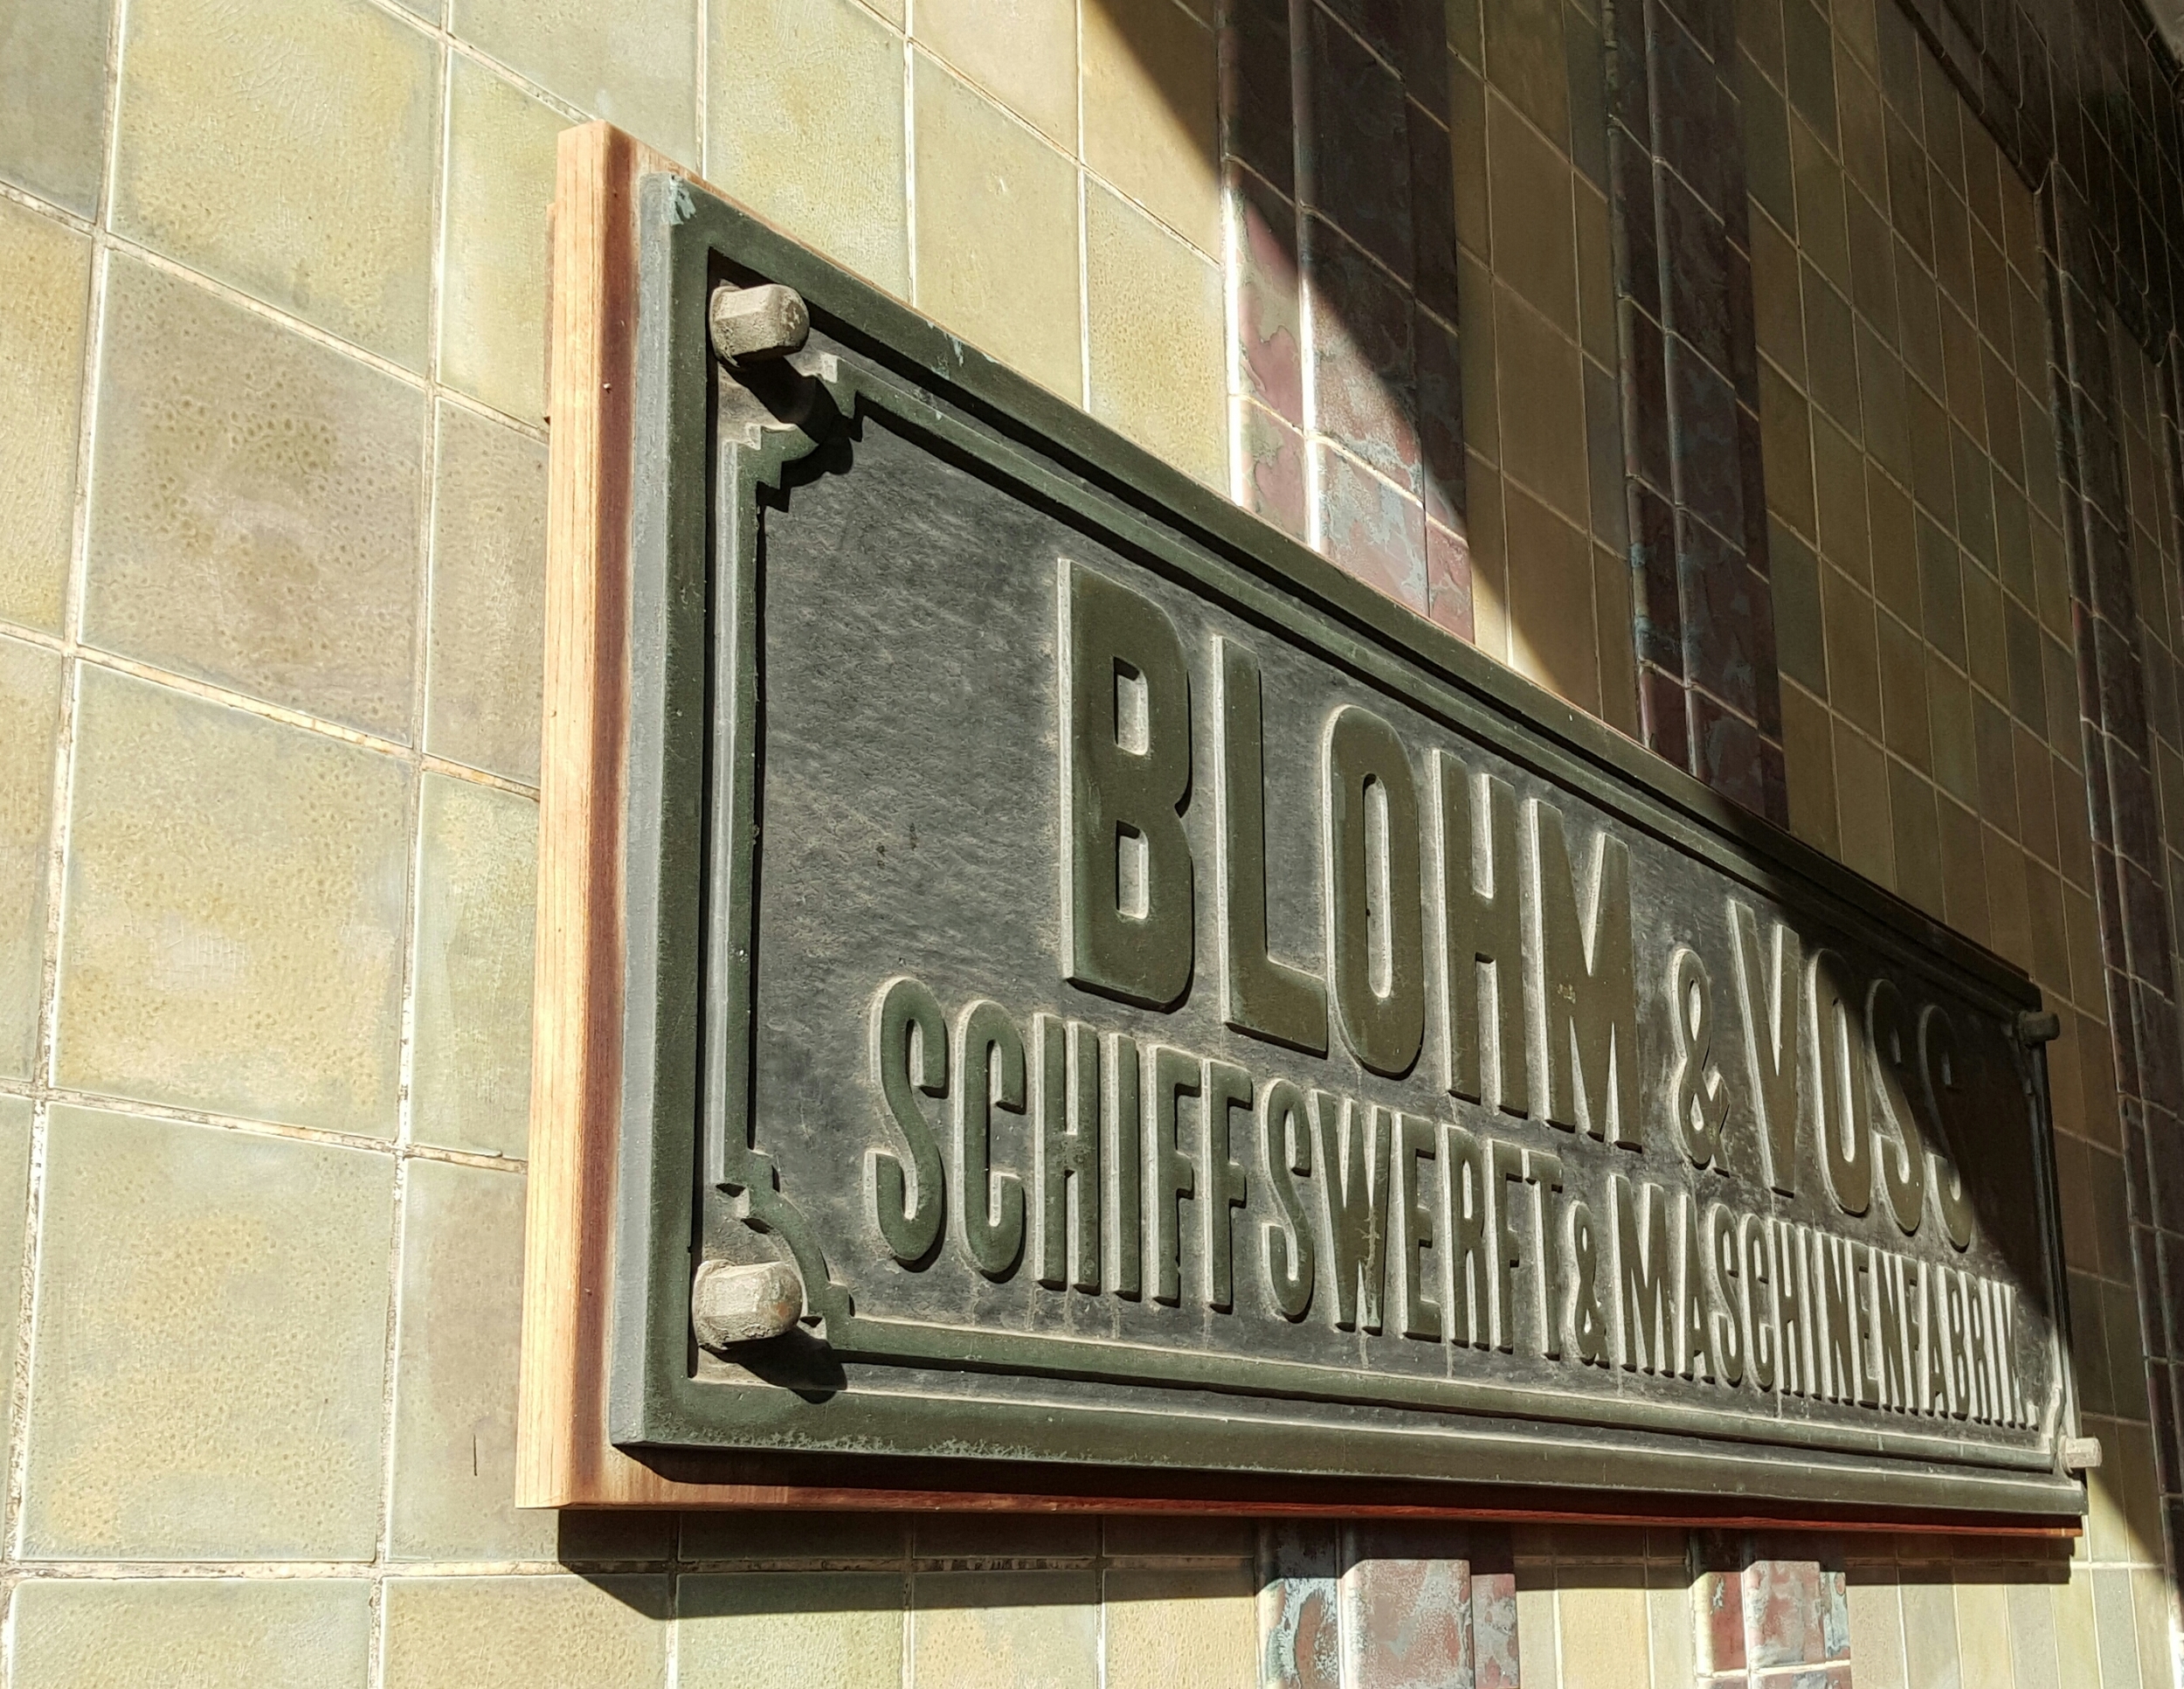 BLOHM & VOSS
SCHIFFSWERFT & MASCHINENFABRIK.